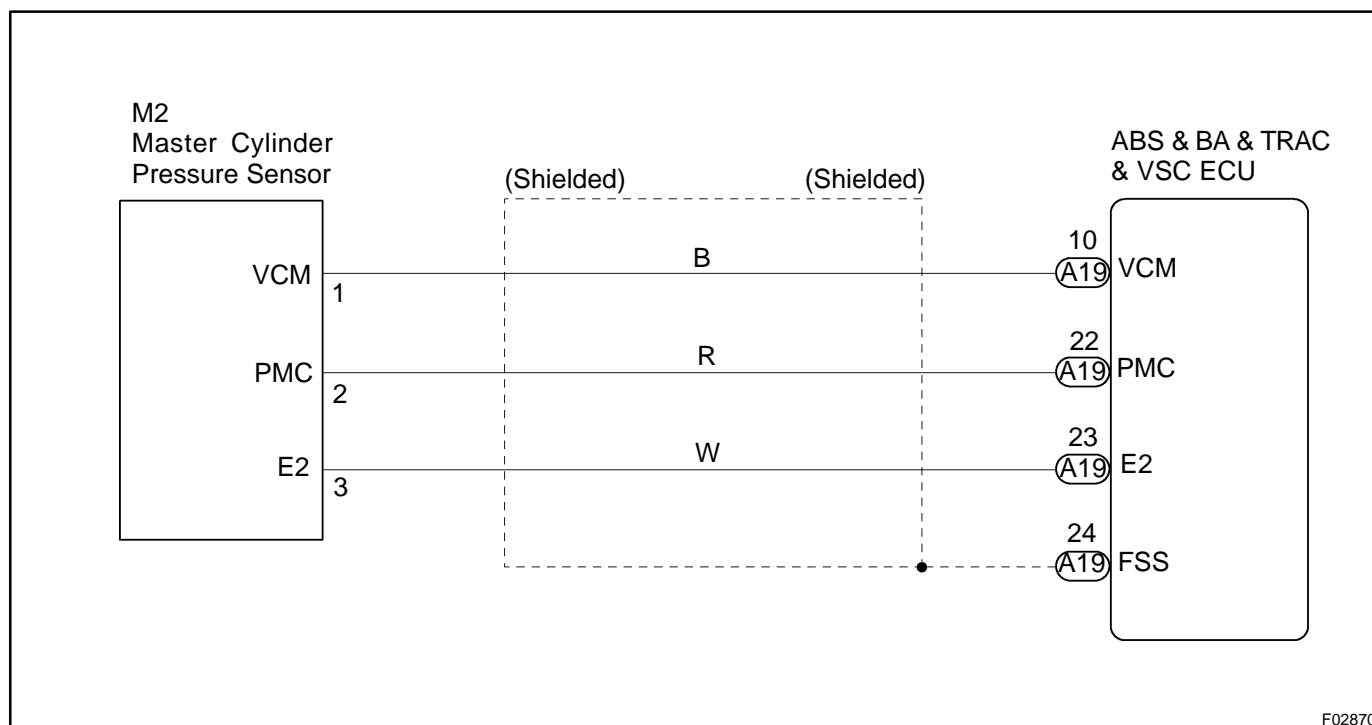 M2
Master Cylinder
Pressure Sensor
ABS & BA & TRAC
& VSC ECU
(Shielded) (Shielded)
VCM 1 B 10 A19 VCM
PMC 2 R 22 A19 PMC
E2 3 W 23 A19 E2
24 A19 FSS
F02870